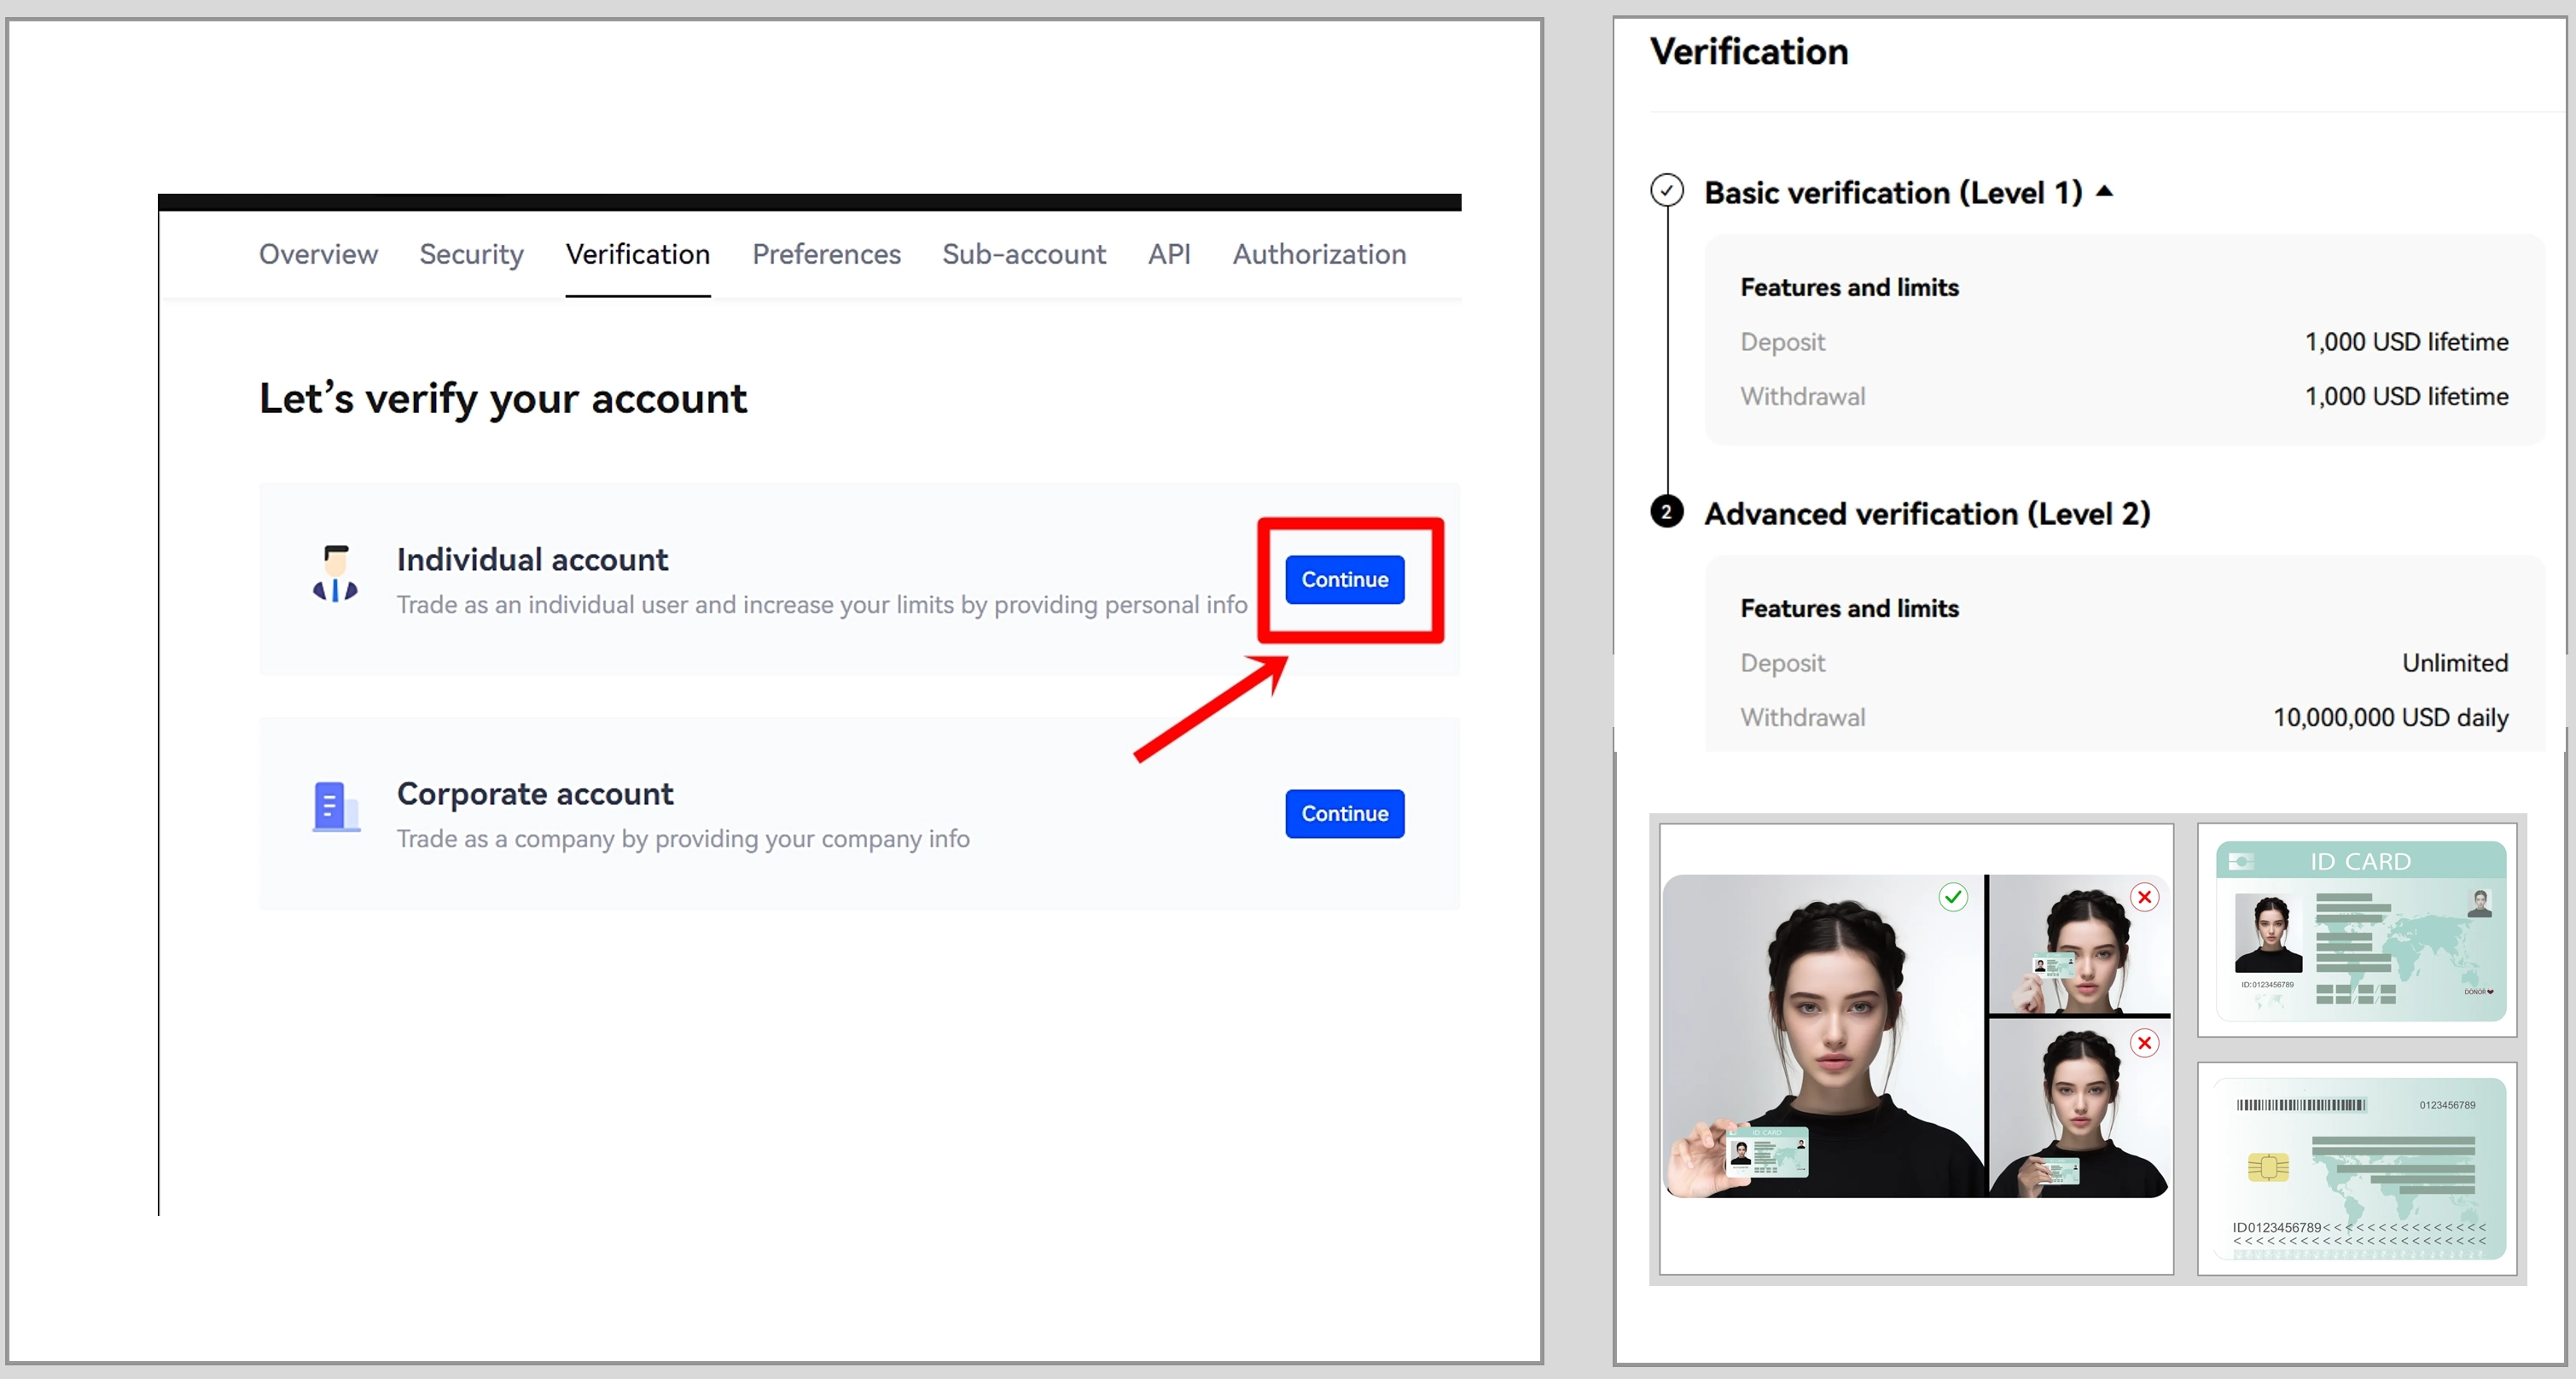 Overview Security Verification Preferences Sub-account API Authorization
Let’s verify your account
Individual account
Trade as an individual user and increase your limits by providing personal info
Continue
Corporate account
Trade as a company by providing your company info
Continue
Verification
Basic verification (Level 1)
Features and limits
Deposit 1,000 USD lifetime
Withdrawal 1,000 USD lifetime
2 Advanced verification (Level 2)
Features and limits
Deposit Unlimited
Withdrawal 10,000,000 USD daily
ID CARD
ID CARD
ID:0123456789
DONOR
0123456789
ID0123456789<<<<<<<<<<<<<<<
<<<<<<<<<<<<<<<<<<<<<<<